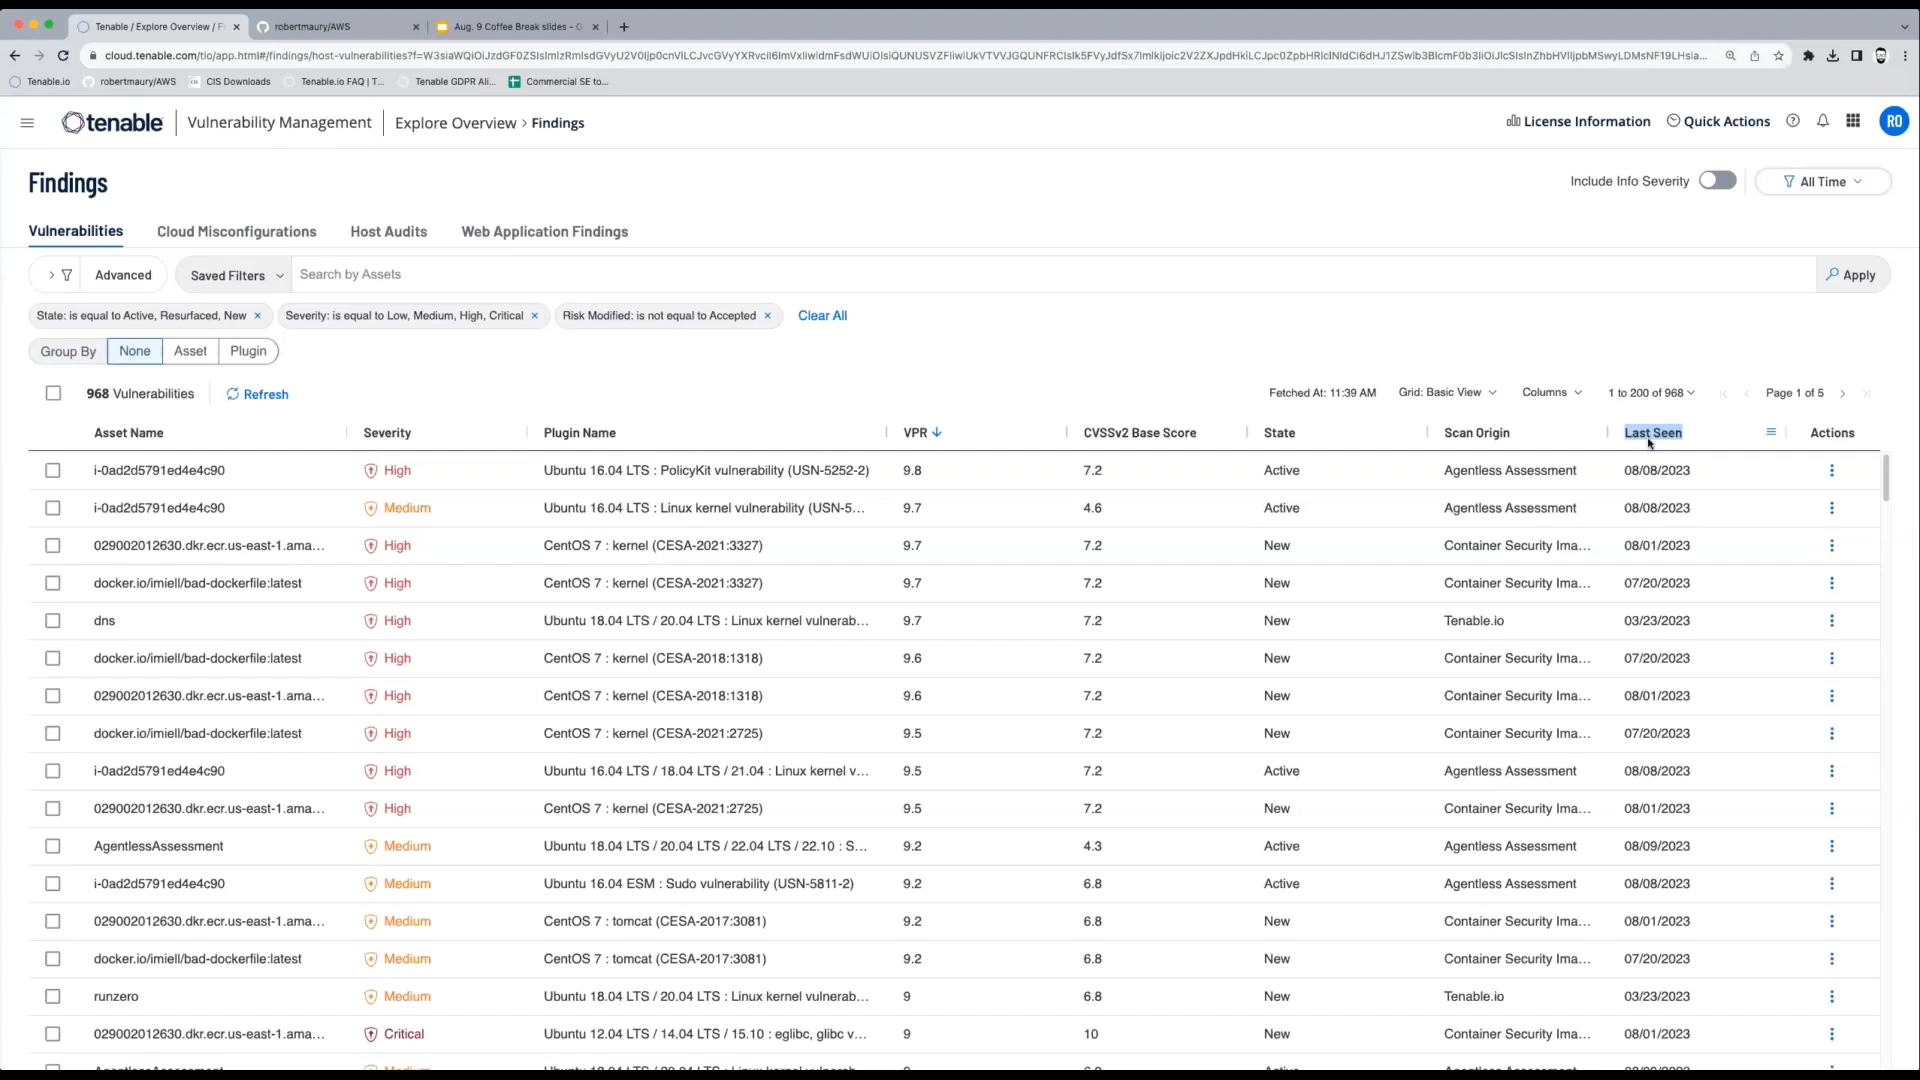 Tenable / Explore Overview / F
robertmaury/AWS
Aug. 9 Coffee Break slides - G
Tenable.io
robertmaury/AWS
CIS Downloads
Tenable.io FAQ | T...
Tenable GDPR Ali...
Commercial SE to...
tenable
Vulnerability Management
Explore Overview > Findings
License Information
Quick Actions
RO
Findings
Include Info Severity
All Time
Vulnerabilities
Cloud Misconfigurations
Host Audits
Web Application Findings
Advanced
Saved Filters
Search by Assets
Apply
State: is equal to Active, Resurfaced, New ×
Severity: is equal to Low, Medium, High, Critical ×
Risk Modified: is not equal to Accepted ×
Clear All
Group By None Asset Plugin
968 Vulnerabilities
Refresh
Fetched At: 11:39 AM
Grid: Basic View
Columns
1 to 200 of 968
Page 1 of 5
Asset Name Severity Plugin Name VPR CVSSv2 Base Score State Scan Origin Last Seen Actions
i-0ad2d5791ed4e4c90 High Ubuntu 16.04 LTS : PolicyKit vulnerability (USN-5252-2) 9.8 7.2 Active Agentless Assessment 08/08/2023
i-0ad2d5791ed4e4c90 Medium Ubuntu 16.04 LTS : Linux kernel vulnerability (USN-5... 9.7 4.6 Active Agentless Assessment 08/08/2023
029002012630.dkr.ecr.us-east-1.ama... High CentOS 7 : kernel (CESA-2021:3327) 9.7 7.2 New Container Security Ima... 08/01/2023
docker.io/imiell/bad-dockerfile:latest High CentOS 7 : kernel (CESA-2021:3327) 9.7 7.2 New Container Security Ima... 07/20/2023
dns High Ubuntu 18.04 LTS / 20.04 LTS : Linux kernel vulnerab... 9.7 7.2 New Tenable.io 03/23/2023
docker.io/imiell/bad-dockerfile:latest High CentOS 7 : kernel (CESA-2018:1318) 9.6 7.2 New Container Security Ima... 07/20/2023
029002012630.dkr.ecr.us-east-1.ama... High CentOS 7 : kernel (CESA-2018:1318) 9.6 7.2 New Container Security Ima... 08/01/2023
docker.io/imiell/bad-dockerfile:latest High CentOS 7 : kernel (CESA-2021:2725) 9.5 7.2 New Container Security Ima... 07/20/2023
i-0ad2d5791ed4e4c90 High Ubuntu 16.04 LTS / 18.04 LTS / 21.04 : Linux kernel v... 9.5 7.2 Active Agentless Assessment 08/08/2023
029002012630.dkr.ecr.us-east-1.ama... High CentOS 7 : kernel (CESA-2021:2725) 9.5 7.2 New Container Security Ima... 08/01/2023
AgentlessAssessment Medium Ubuntu 18.04 LTS / 20.04 LTS / 22.04 LTS / 22.10 : S... 9.2 4.3 Active Agentless Assessment 08/09/2023
i-0ad2d5791ed4e4c90 Medium Ubuntu 16.04 ESM : Sudo vulnerability (USN-5811-2) 9.2 6.8 Active Agentless Assessment 08/08/2023
029002012630.dkr.ecr.us-east-1.ama... Medium CentOS 7 : tomcat (CESA-2017:3081) 9.2 6.8 New Container Security Ima... 08/01/2023
docker.io/imiell/bad-dockerfile:latest Medium CentOS 7 : tomcat (CESA-2017:3081) 9.2 6.8 New Container Security Ima... 07/20/2023
runzero Medium Ubuntu 18.04 LTS / 20.04 LTS : Linux kernel vulnerab... 9 6.8 New Tenable.io 03/23/2023
029002012630.dkr.ecr.us-east-1.ama... Critical Ubuntu 12.04 LTS / 14.04 LTS / 15.10 : eglibc, glibc v... 9 10 New Container Security Ima... 08/01/2023